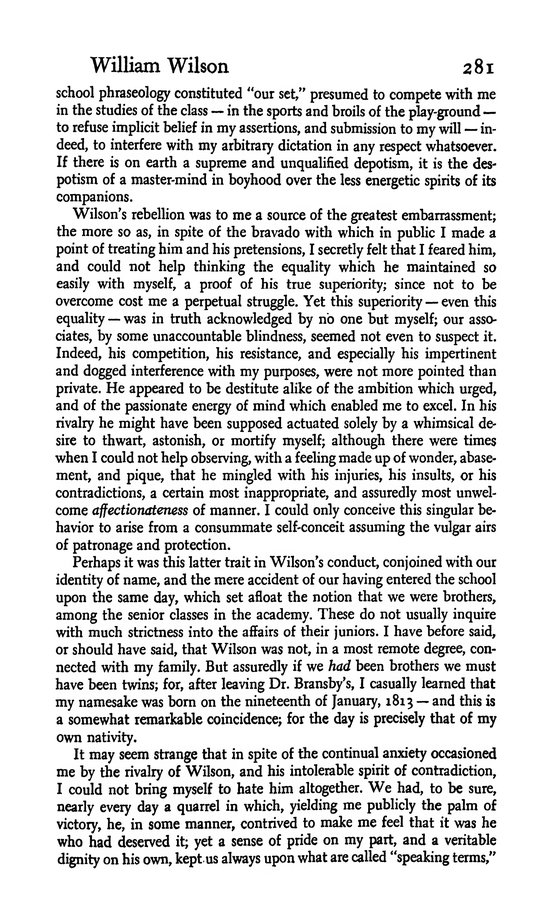 William Wilson 281
school phraseology constituted “our set,” presumed to compete with me
in the studies of the class — in the sports and broils of the play-ground —
to refuse implicit belief in my assertions, and submission to my will — in-
deed, to interfere with my arbitrary dictation in any respect whatsoever.
If there is on earth a supreme and unqualified depotism, it is the des-
potism of a master-mind in boyhood over the less energetic spirits of its
companions.
Wilson’s rebellion was to me a source of the greatest embarrassment;
the more so as, in spite of the bravado with which in public I made a
point of treating him and his pretensions, I secretly felt that I feared him,
and could not help thinking the equality which he maintained so
easily with myself, a proof of his true superiority; since not to be
overcome cost me a perpetual struggle. Yet this superiority — even this
equality — was in truth acknowledged by no one but myself; our asso-
ciates, by some unaccountable blindness, seemed not even to suspect it.
Indeed, his competition, his resistance, and especially his impertinent
and dogged interference with my purposes, were not more pointed than
private. He appeared to be destitute alike of the ambition which urged,
and of the passionate energy of mind which enabled me to excel. In his
rivalry he might have been supposed actuated solely by a whimsical de-
sire to thwart, astonish, or mortify myself; although there were times
when I could not help observing, with a feeling made up of wonder, abase-
ment, and pique, that he mingled with his injuries, his insults, or his
contradictions, a certain most inappropriate, and assuredly most unwel-
come affectionateness of manner. I could only conceive this singular be-
havior to arise from a consummate self-conceit assuming the vulgar airs
of patronage and protection.
Perhaps it was this latter trait in Wilson’s conduct, conjoined with our
identity of name, and the mere accident of our having entered the school
upon the same day, which set afloat the notion that we were brothers,
among the senior classes in the academy. These do not usually inquire
with much strictness into the affairs of their juniors. I have before said,
or should have said, that Wilson was not, in a most remote degree, con-
nected with my family. But assuredly if we had been brothers we must
have been twins; for, after leaving Dr. Bransby’s, I casually learned that
my namesake was born on the nineteenth of January, 1813 — and this is
a somewhat remarkable coincidence; for the day is precisely that of my
own nativity.
It may seem strange that in spite of the continual anxiety occasioned
me by the rivalry of Wilson, and his intolerable spirit of contradiction,
I could not bring myself to hate him altogether. We had, to be sure,
nearly every day a quarrel in which, yielding me publicly the palm of
victory, he, in some manner, contrived to make me feel that it was he
who had deserved it; yet a sense of pride on my part, and a veritable
dignity on his own, kept us always upon what are called “speaking terms,”